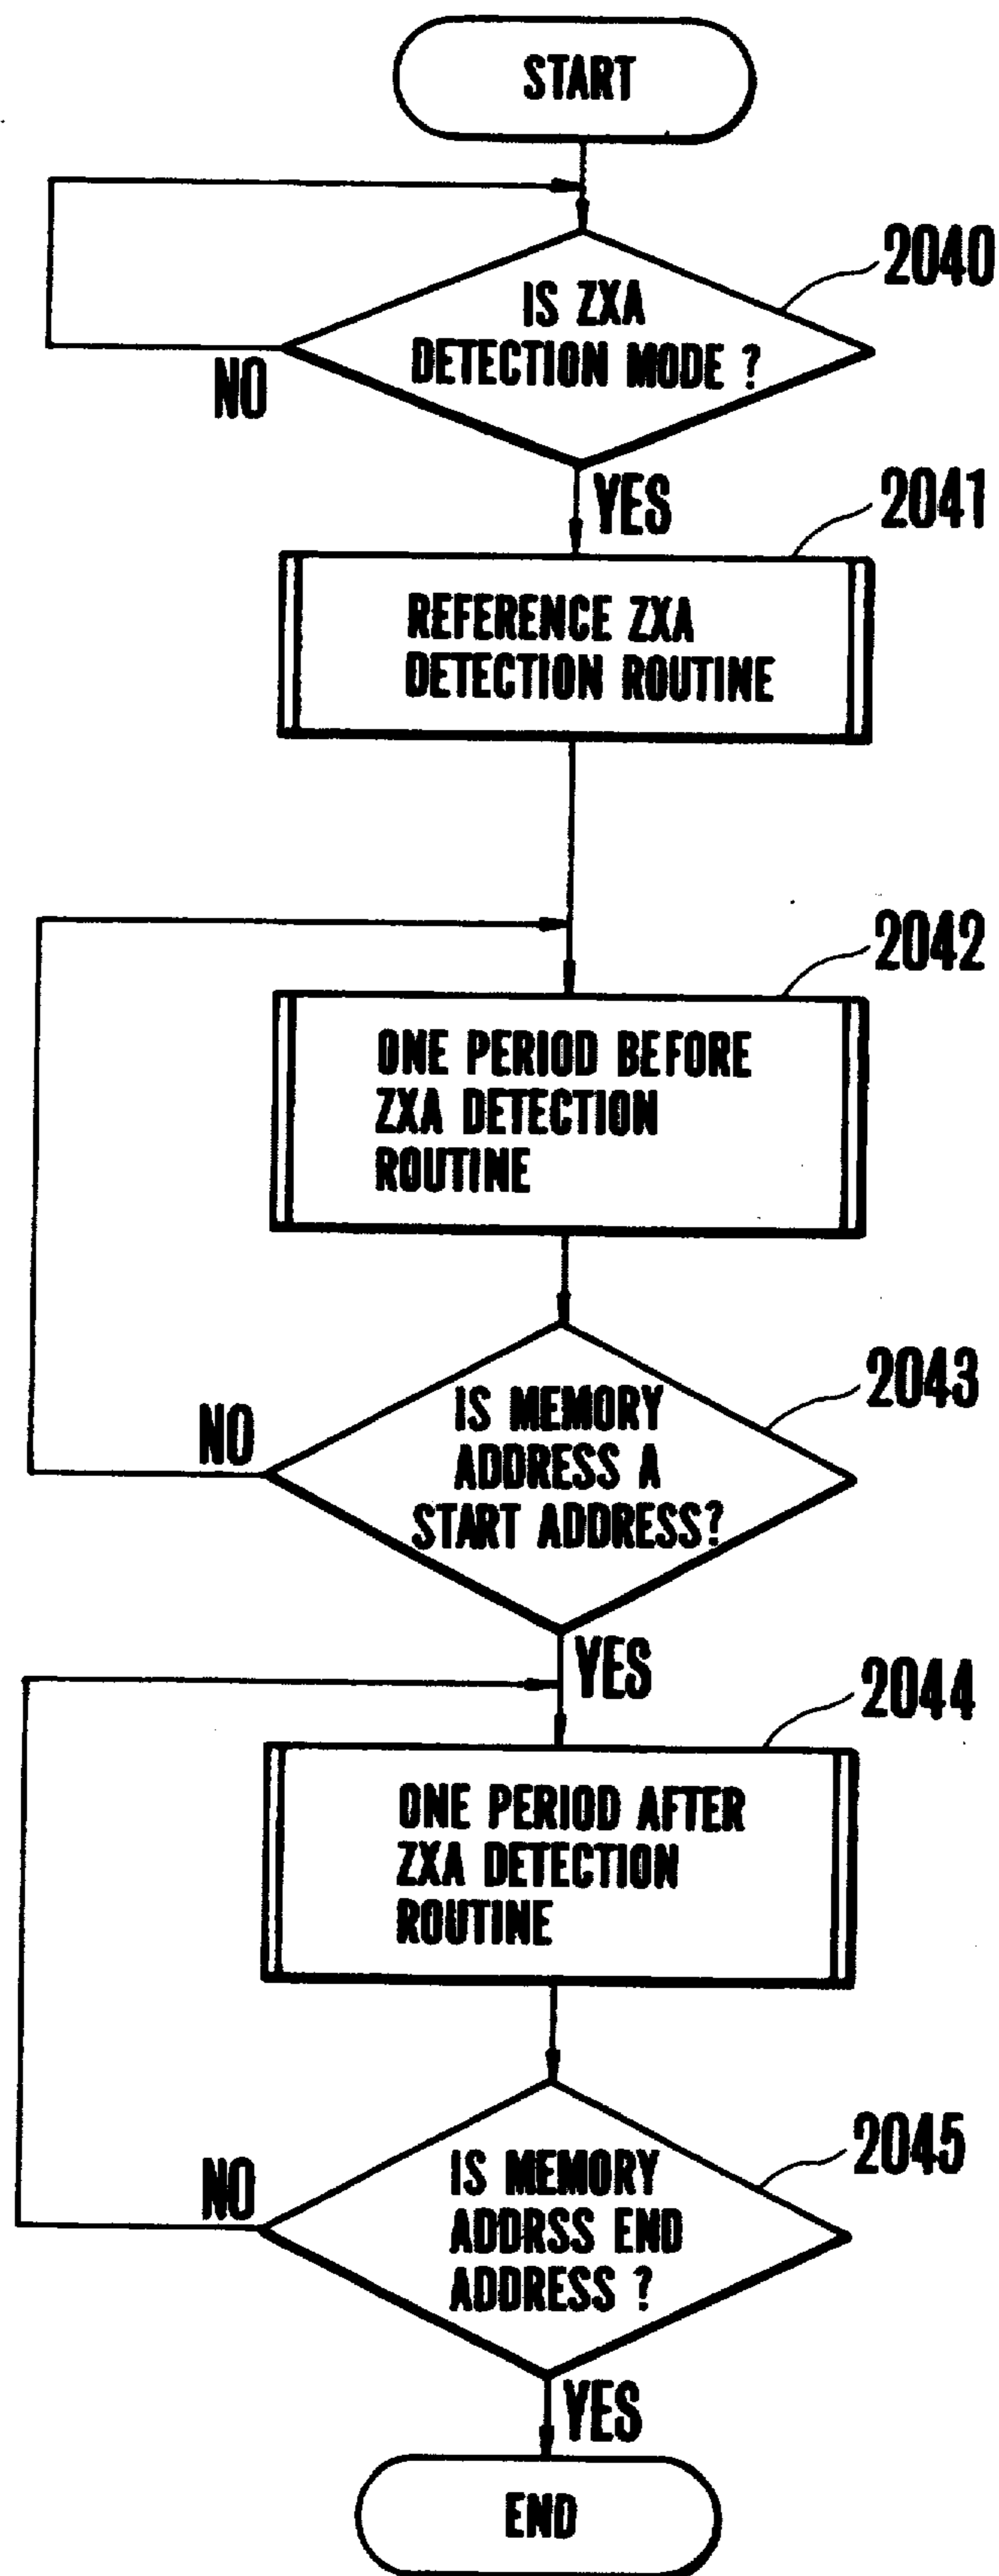 START
2040
IS ZXA
DETECTION MODE ?
NO
YES
2041
REFERENCE ZXA
DETECTION ROUTINE
2042
ONE PERIOD BEFORE
ZXA DETECTION
ROUTINE
2043
IS MEMORY
NO
ADDRESS A
START ADDRESS?
YES
2044
ONE PERIOD AFTER
ZXA DETECTION
ROUTINE
2045
IS MEMORY
NO
ADDRSS END
ADDRESS ?
YES
END